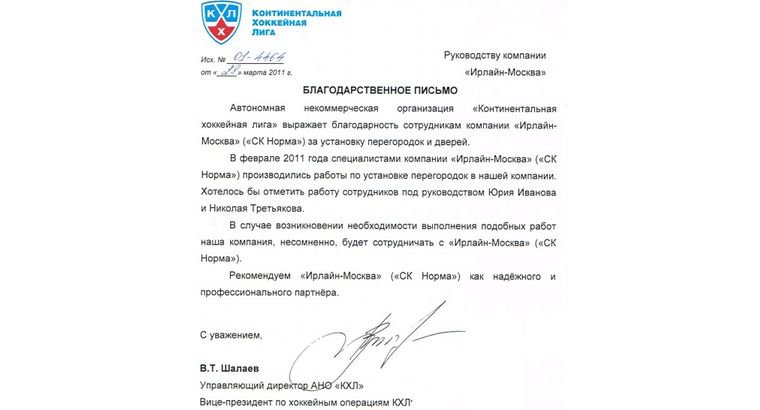 КХЛ
КОНТИНЕНТАЛЬНАЯ
ХОККЕЙНАЯ
ЛИГА
Исх. № 01-4464
от «28» марта 2011 г.
Руководству компании
«Ирлайн-Москва»
БЛАГОДАРСТВЕННОЕ ПИСЬМО
Автономная некоммерческая организация «Континентальная
хоккейная лига» выражает благодарность сотрудникам компании «Ирлайн-
Москва» («СК Норма») за установку перегородок и дверей.
В феврале 2011 года специалистами компании «Ирлайн-Москва» («СК
Норма») производились работы по установке перегородок в нашей компании.
Хотелось бы отметить работу сотрудников под руководством Юрия Иванова
и Николая Третьякова.
В случае возникновении необходимости выполнения подобных работ
наша компания, несомненно, будет сотрудничать с «Ирлайн-Москва» («СК
Норма»).
Рекомендуем «Ирлайн-Москва» («СК Норма») как надёжного и
профессионального партнёра.
С уважением,
В.Т. Шалаев
Управляющий директор АНО «КХЛ»
Вице-президент по хоккейным операциям КХЛ